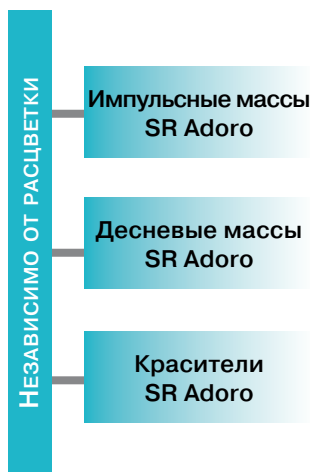 Независимо от расцветки
Импульсные массы
SR Adoro
Десневые массы
SR Adoro
Красители
SR Adoro